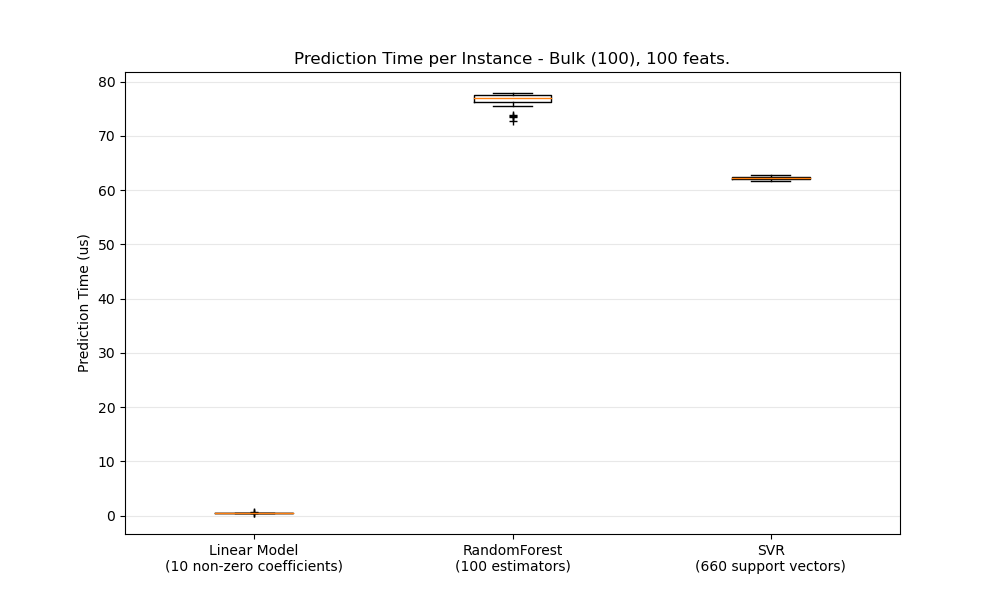 Prediction Time per Instance - Bulk (100), 100 feats.
Prediction Time (us)
80
70
60
50
40
30
20
10
0
Linear Model
(10 non-zero coefficients)
RandomForest
(100 estimators)
SVR
(660 support vectors)